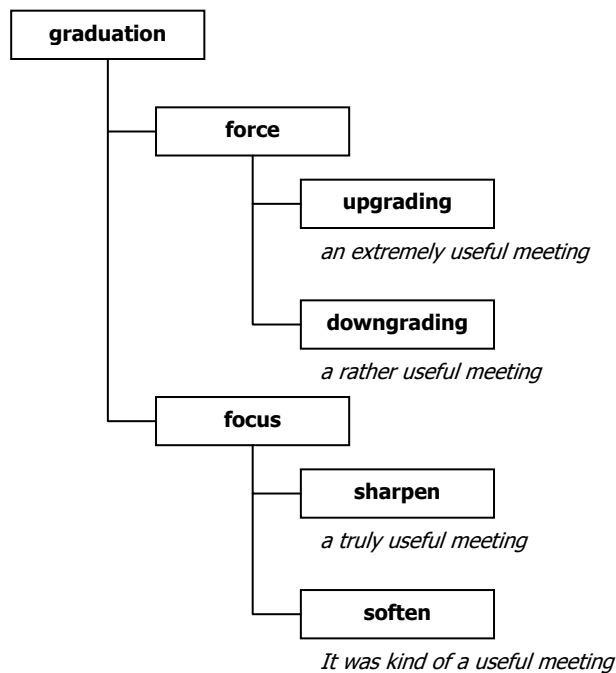 graduation
force
upgrading
an extremely useful meeting
downgrading
a rather useful meeting
focus
sharpen
a truly useful meeting
soften
It was kind of a useful meeting